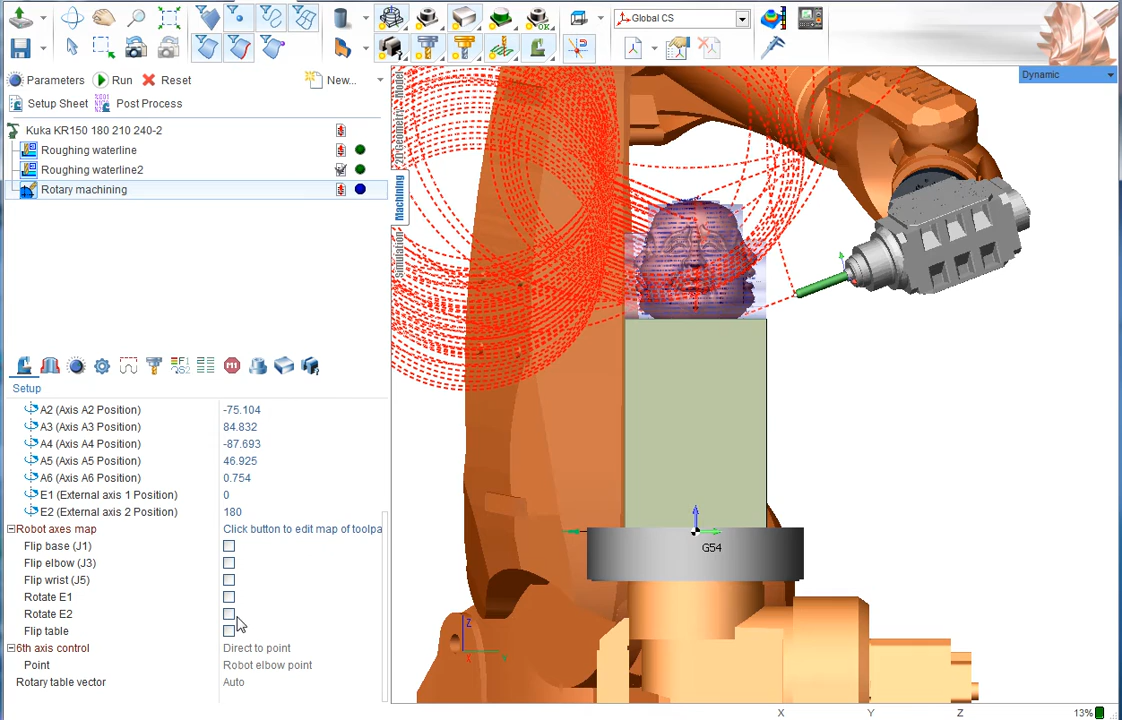 Global CS
Parameters Run Reset New...
Setup Sheet Post Process
Dynamic
Kuka KR150 180 210 240-2
Roughing waterline
Roughing waterline2
Rotary machining
Model
2D Geometry
Machining
Simulation
Setup
A2 (Axis A2 Position) -75.104
A3 (Axis A3 Position) 84.832
A4 (Axis A4 Position) -87.693
A5 (Axis A5 Position) 46.925
A6 (Axis A6 Position) 0.754
E1 (External axis 1 Position) 0
E2 (External axis 2 Position) 180
Robot axes map Click button to edit map of toolpa
Flip base (J1)
Flip elbow (J3)
Flip wrist (J5)
Rotate E1
Rotate E2
Flip table
6th axis control Direct to point
Point Robot elbow point
Rotary table vector Auto
G54
Z
X Y
X Y Z 13%